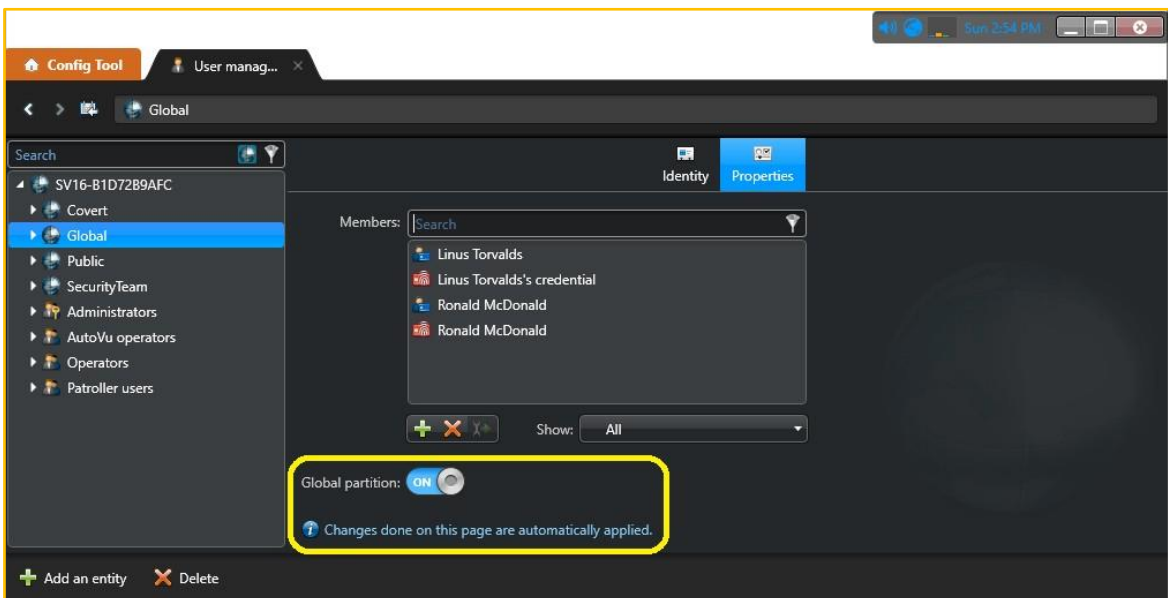 Sun 2:54 PM
Config Tool
User manag...
Global
Search
SV16-B1D72B9AFC
Covert
Global
Public
SecurityTeam
Administrators
AutoVu operators
Operators
Patroller users
Identity
Properties
Members:
Search
Linus Torvalds
Linus Torvalds's credential
Ronald McDonald
Ronald McDonald
Show: All
Global partition: ON
Changes done on this page are automatically applied.
Add an entity
Delete